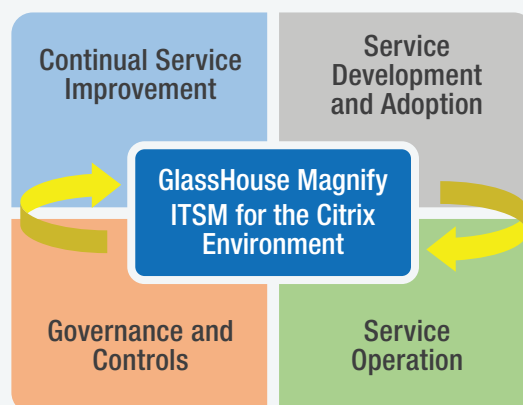 Continual Service
Improvement
Service
Development
and Adoption
GlassHouse Magnify
ITSM for the Citrix
Environment
Governance and
Controls
Service
Operation